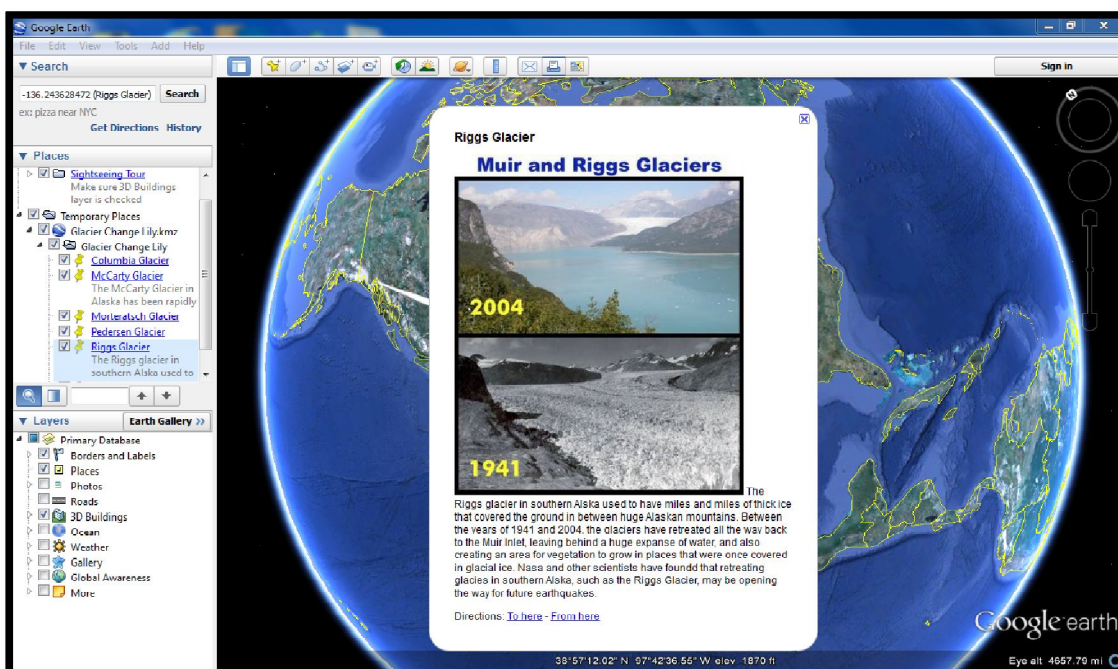 Google Earth
File Edit View Tools Add Help
Search
-136.243628472 (Riggs Glacier) Search
ex: pizza near NYC
Get Directions History
Places
Sightseeing Tour
Make sure 3D Buildings
layer is checked
Temporary Places
Glacier Change Lily.kmz
Glacier Change Lily
Columbia Glacier
McCarty Glacier
The McCarty Glacier in
Alaska has been rapidly
Morteratsch Glacier
Pedersen Glacier
Riggs Glacier
The Riggs glacier in
southern Alska used to
Layers Earth Gallery >>
Primary Database
Borders and Labels
Places
Photos
Roads
3D Buildings
Ocean
Weather
Gallery
Global Awareness
More
Sign in
N
Riggs Glacier
Muir and Riggs Glaciers
2004
1941
The
Riggs glacier in southern Alska used to have miles and miles of thick ice
that covered the ground in between huge Alaskan mountains. Between
the years of 1941 and 2004, the glaciers have retreated all the way back
to the Muir Inlet, leaving behind a huge expanse of water, and also
creating an area for vegetation to grow in places that were once covered
in glacial ice. Nasa and other scientists have foundd that retreating
glacies in southern Alska, such as the Riggs Glacier, may be opening
the way for future earthquakes.
Directions: To here - From here
Google earth
38°57'12.02" N 97°42'36.55" W elev 1870 ft
Eye alt 4657.79 mi